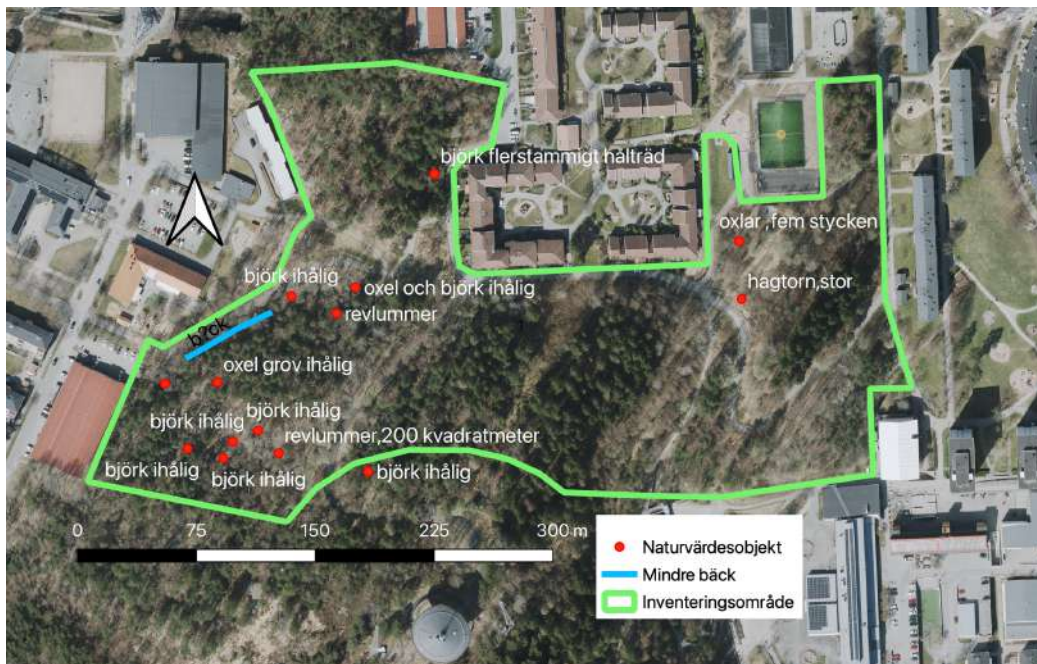 björk flerstammigt hålträd
oxlar ,fem stycken
hagtorn,stor
björk ihålig
oxel och björk ihålig
revlummer
b?ck
oxel grov ihålig
björk ihålig
björk ihålig
revlummer,200 kvadratmeter
björk ihålig
björk ihålig
björk ihålig
0 75 150 225 300 m
Naturvärdesobjekt
Mindre bäck
Inventeringsområde